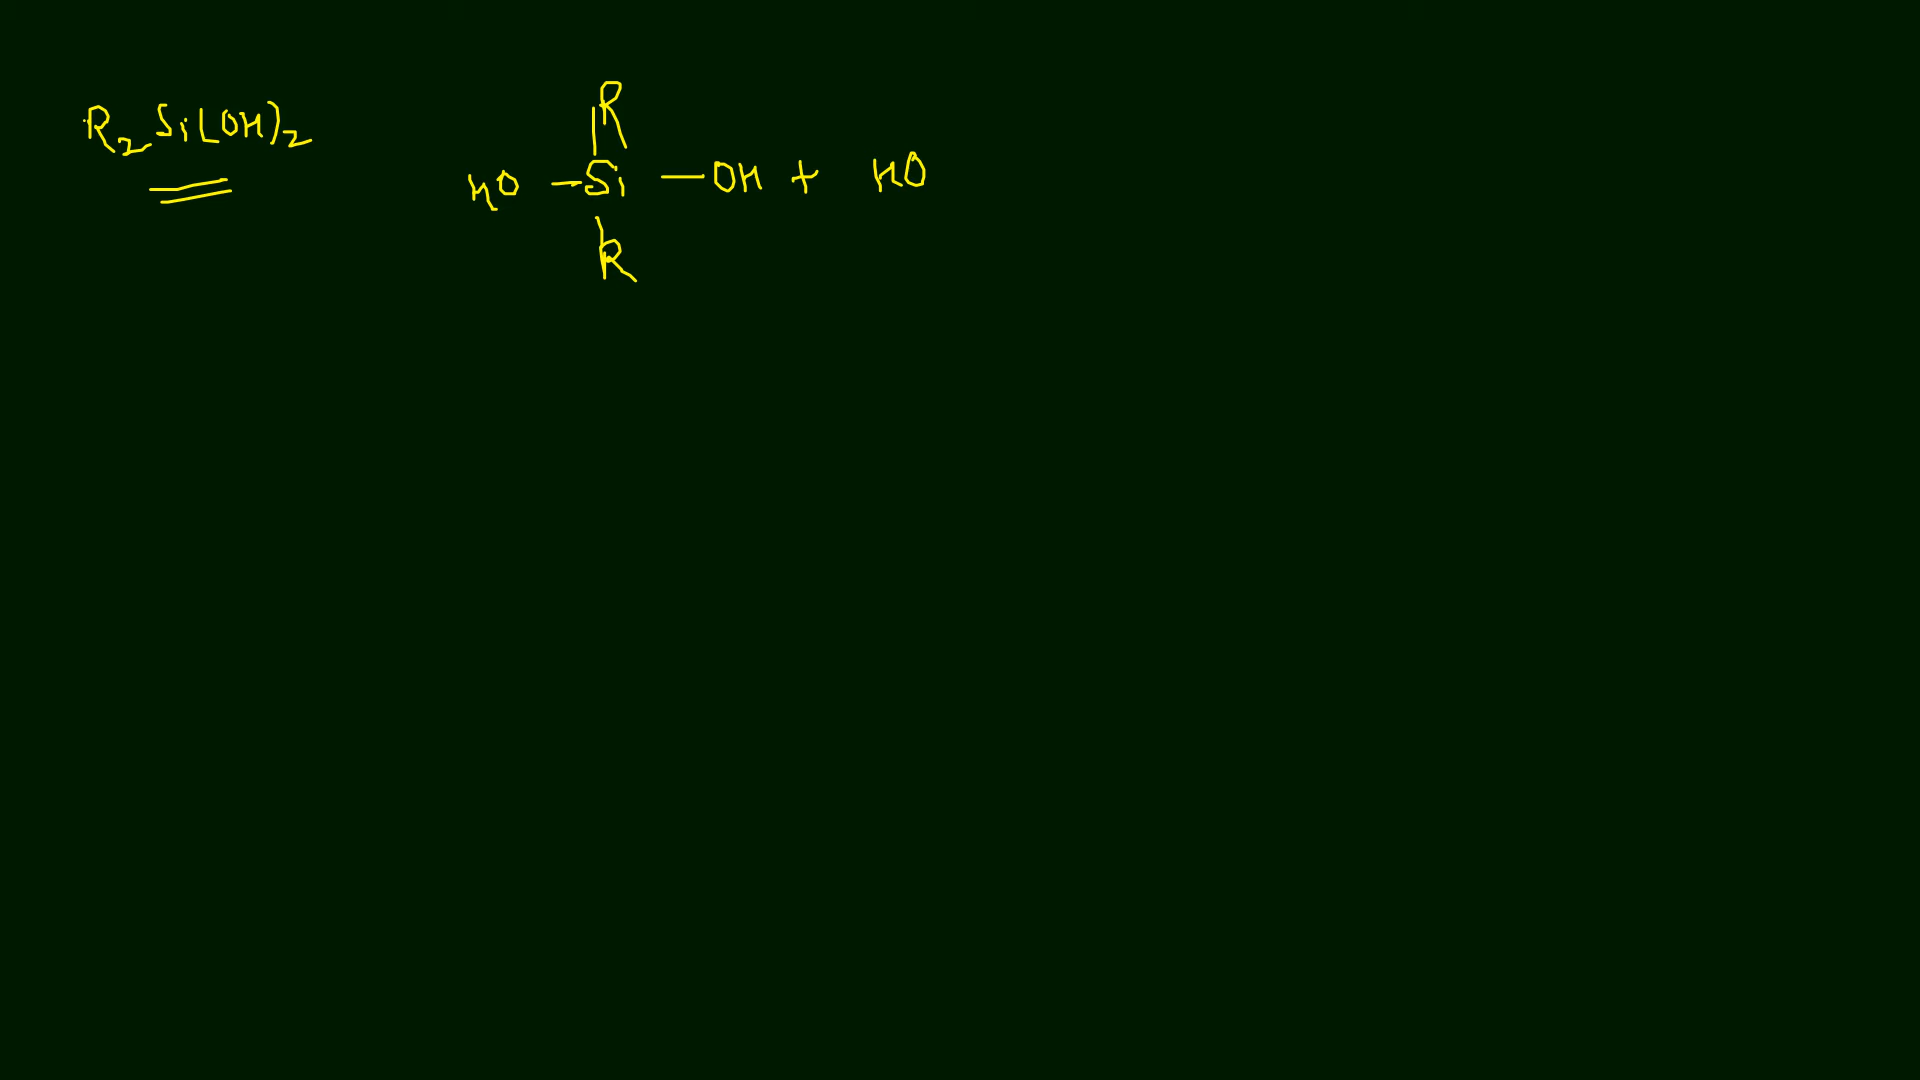 R₂Si(OH)₂
R
HO – Si – OH + HO
R